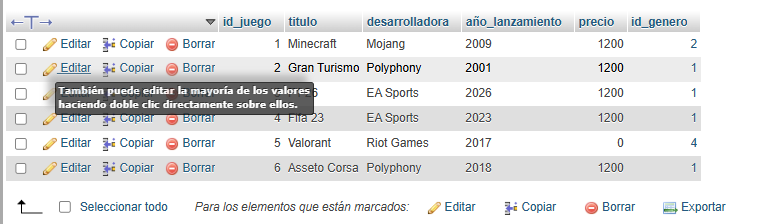 id_juego titulo desarrolladora año_lanzamiento precio id_genero
Editar Copiar Borrar 1 Minecraft Mojang 2009 1200 2
Editar Copiar Borrar 2 Gran Turismo Polyphony 2001 1200 1
Editar 26 EA Sports 2026 1200 1
También puede editar la mayoría de los valores
haciendo doble clic directamente sobre ellos.
Editar Copiar Borrar 4 Fifa 23 EA Sports 2023 1200 1
Editar Copiar Borrar 5 Valorant Riot Games 2017 0 4
Editar Copiar Borrar 6 Asseto Corsa Polyphony 2018 1200 1
Seleccionar todo Para los elementos que están marcados: Editar Copiar Borrar Exportar